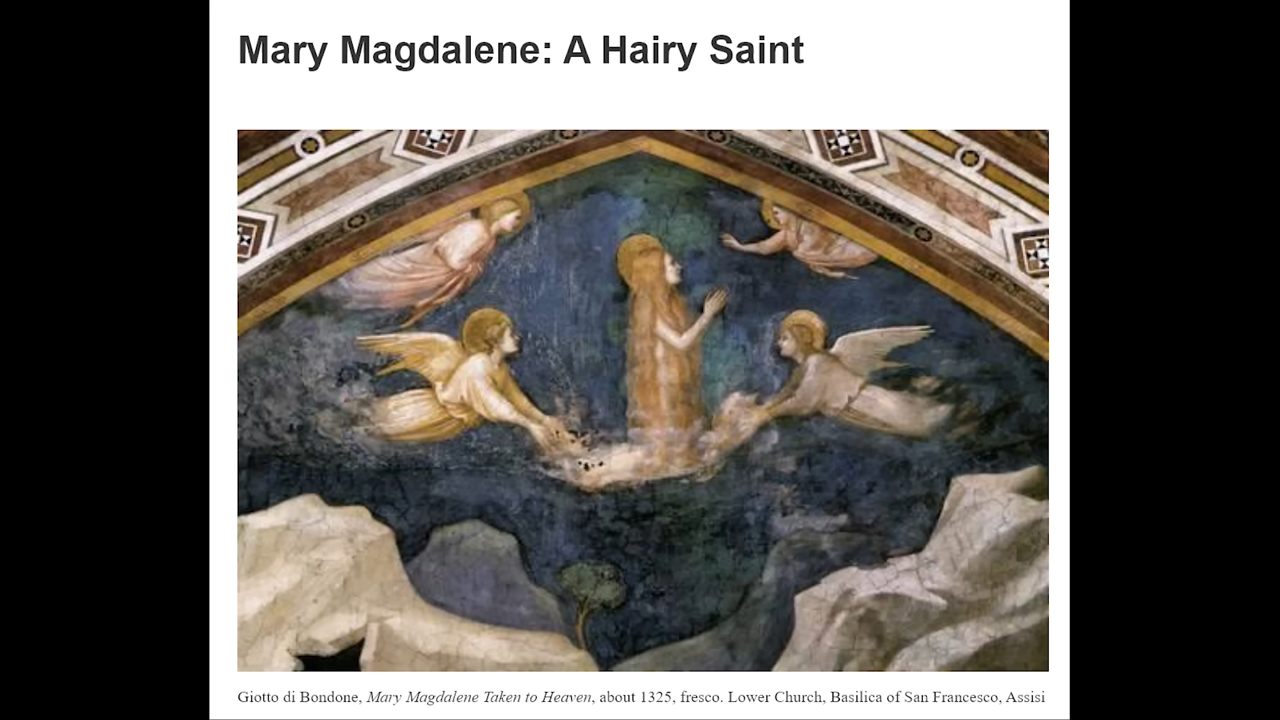 Mary Magdalene: A Hairy Saint
Giotto di Bondone, Mary Magdalene Taken to Heaven, about 1325, fresco. Lower Church, Basilica of San Francesco, Assisi